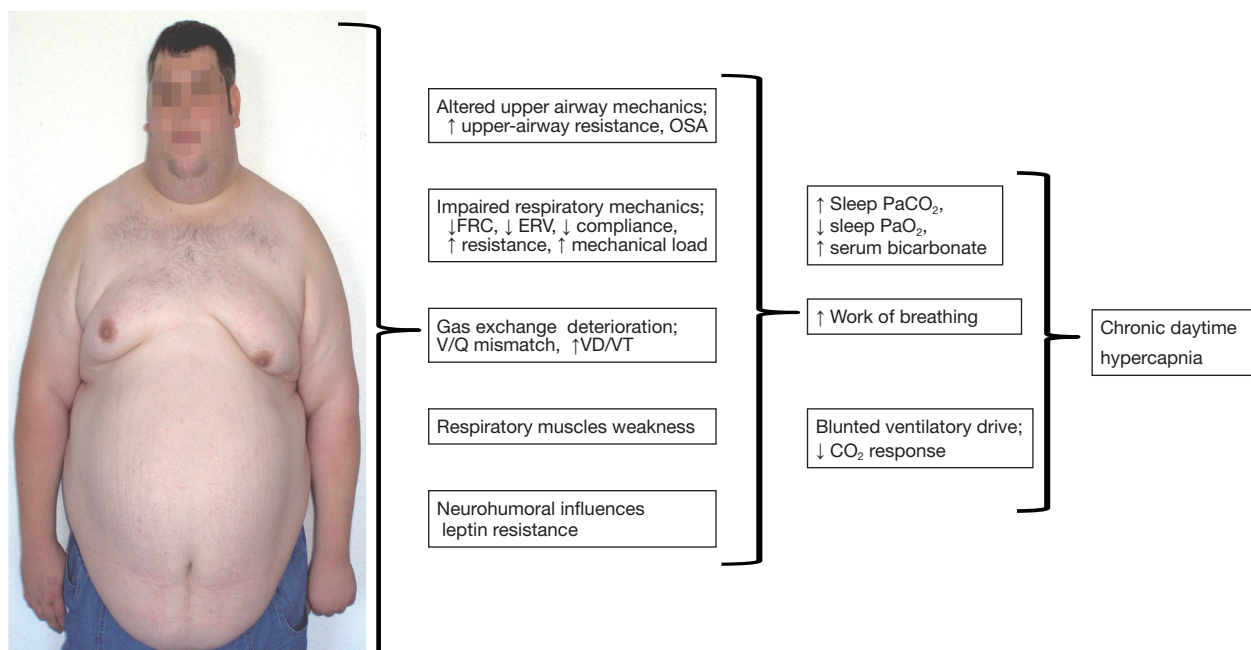 Altered upper airway mechanics;
↑ upper-airway resistance, OSA
Impaired respiratory mechanics;
↓FRC, ↓ ERV, ↓ compliance,
↑ resistance, ↑ mechanical load
Gas exchange deterioration;
V/Q mismatch, ↑VD/VT
Respiratory muscles weakness
Neurohumoral influences
leptin resistance
↑ Sleep PaCO₂,
↓ sleep PaO₂,
↑ serum bicarbonate
↑ Work of breathing
Blunted ventilatory drive;
↓ CO₂ response
Chronic daytime
hypercapnia